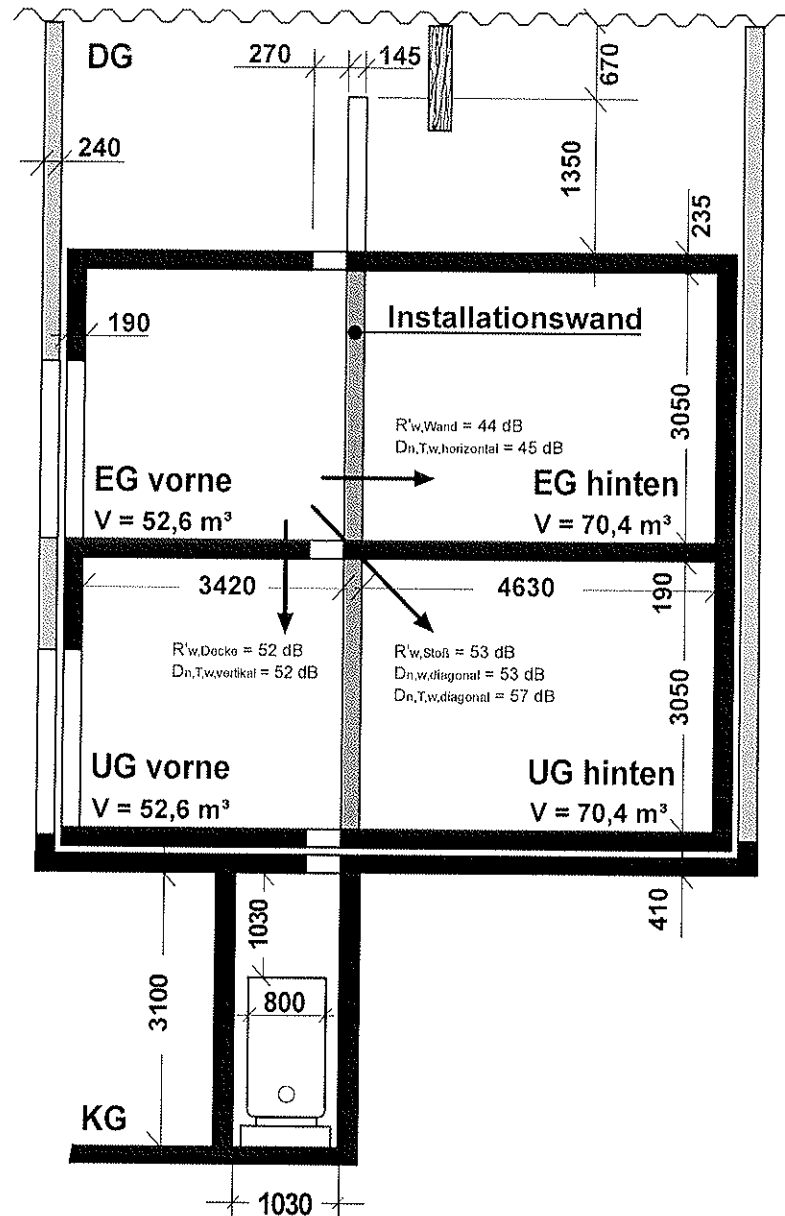 DG
270
145
670
240
1350
235
190
Installationswand
3050
R'w,Wand = 44 dB
Dn,T,w,horizontal = 45 dB
EG vorne
V = 52,6 m³
EG hinten
V = 70,4 m³
3420
4630
190
R'w,Decke = 52 dB
Dn,T,w,vertikal = 52 dB
R'w,Stoß = 53 dB
Dn,w,diagonal = 53 dB
Dn,T,w,diagonal = 57 dB
3050
UG vorne
V = 52,6 m³
UG hinten
V = 70,4 m³
410
1030
3100
800
KG
1030